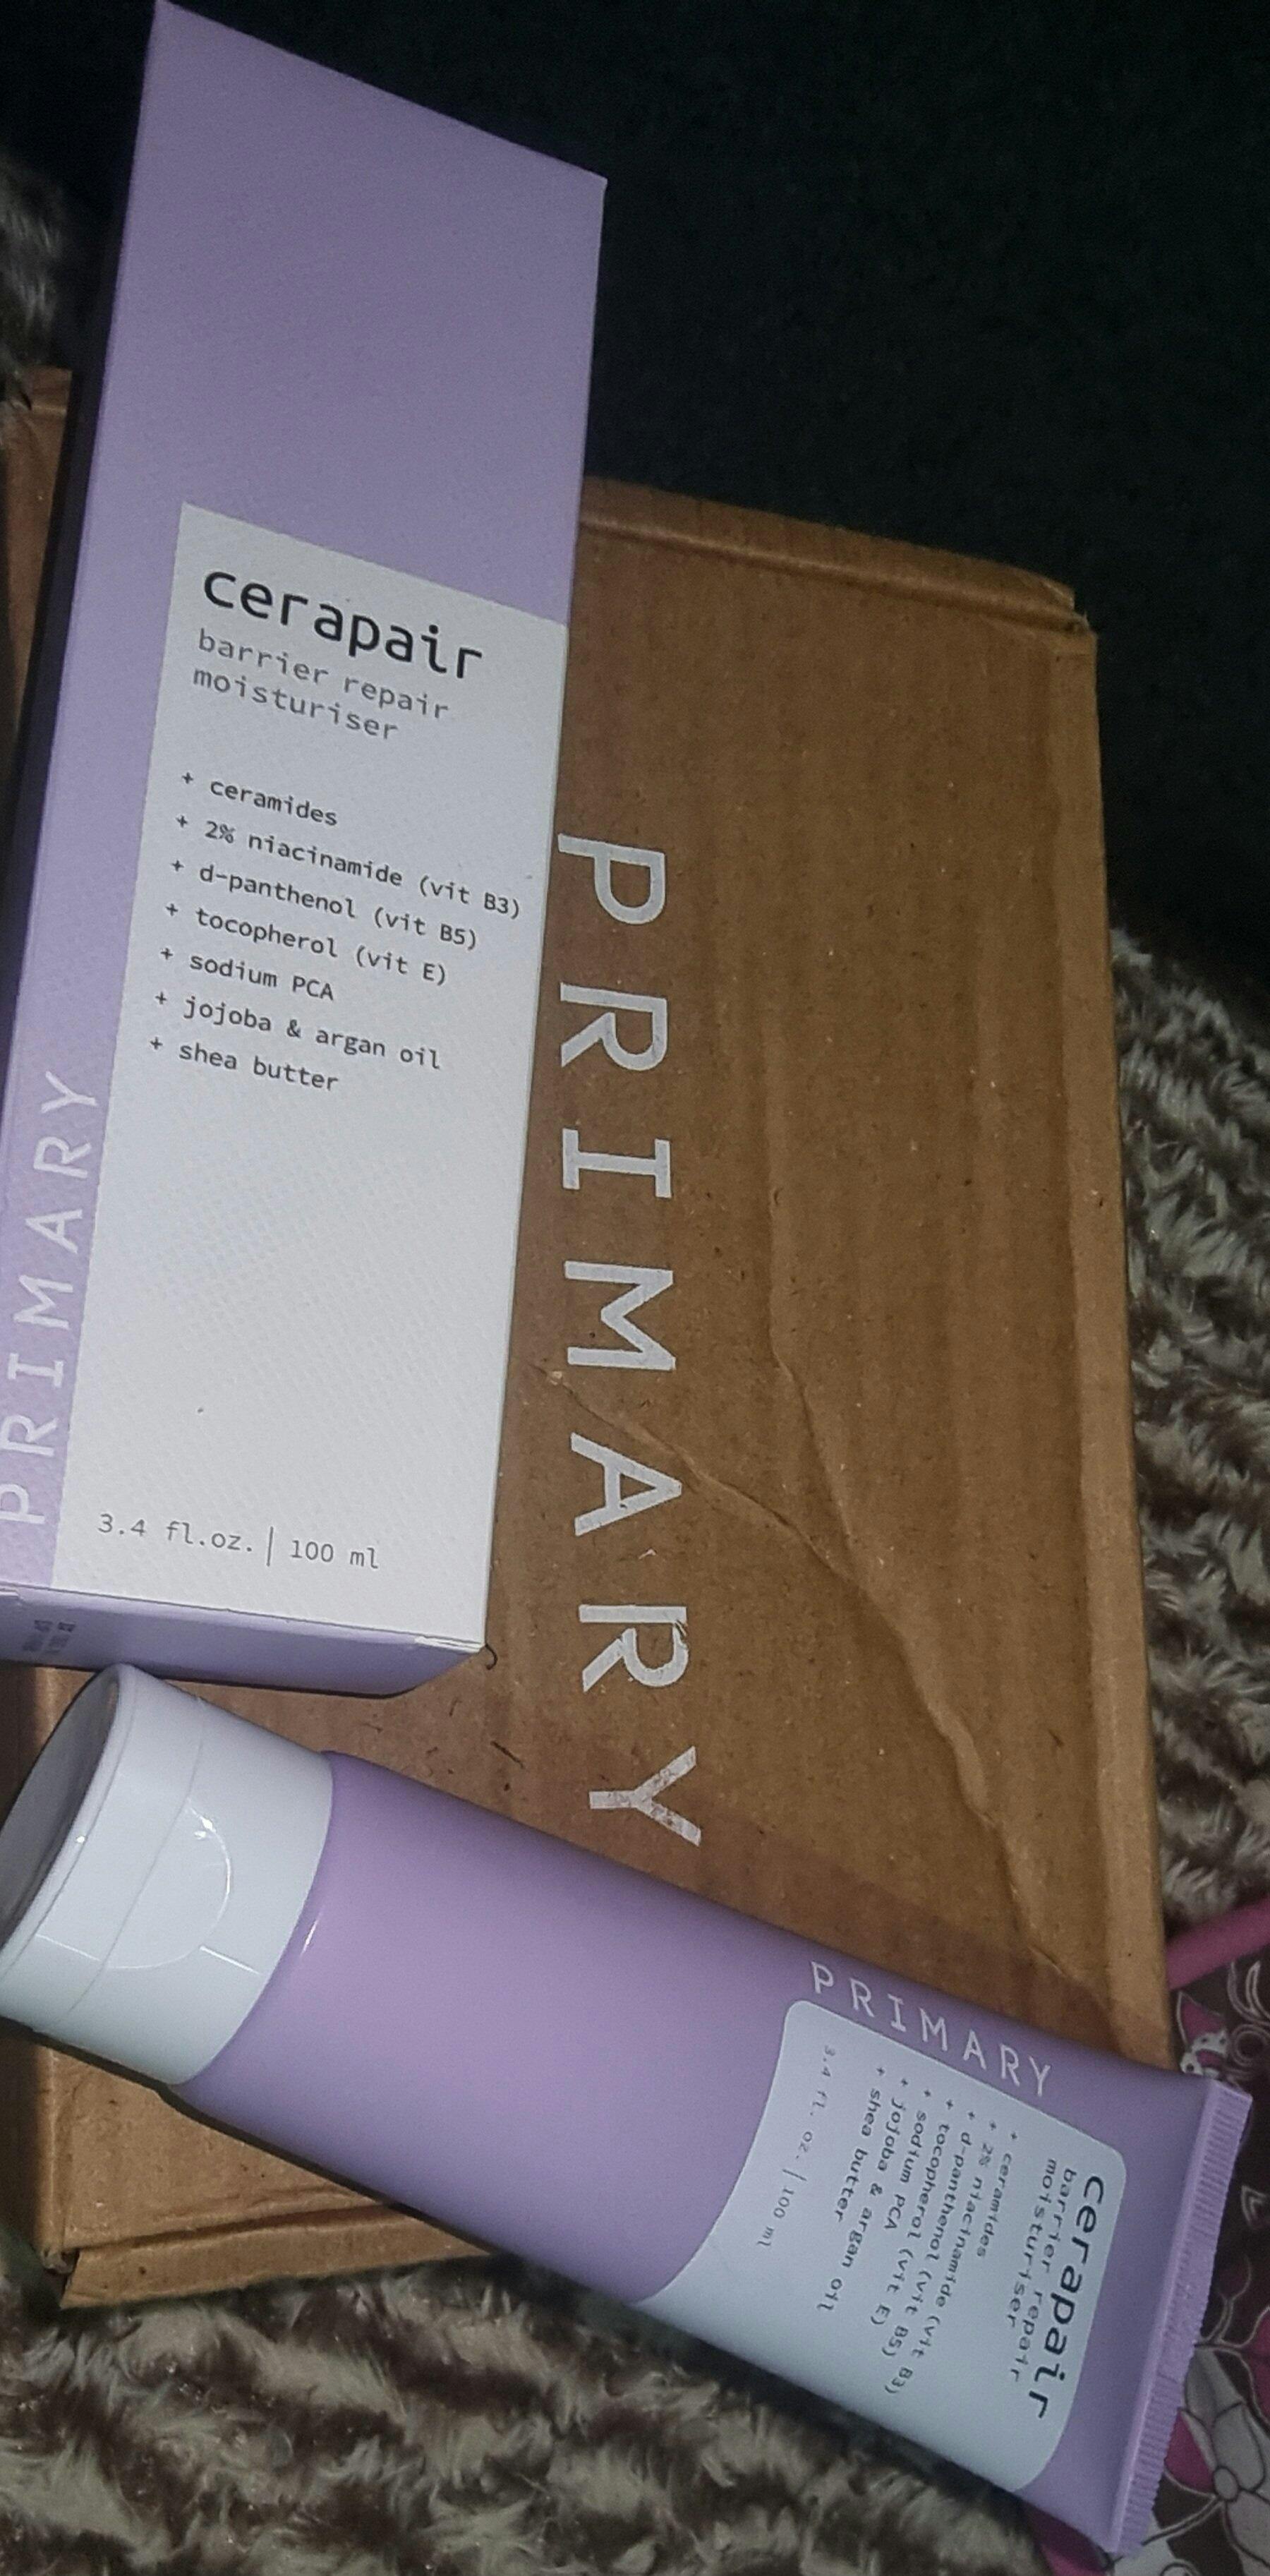 cerapair
barrier repair
moisturiser
+ ceramides
+ 2% niacinamide (vit B3)
+ d-panthenol (vit B5)
+ tocopherol (vit E)
+ sodium PCA
+ jojoba & argan oil
+ shea butter
3.4 fl.oz. | 100 ml
PRIMARY
PRIMARY
PRIMARY
cerapair
barrier repair
moisturiser
+ ceramides
+ 2% niacinamide (vit B3)
+ d-panthenol (vit B5)
+ tocopherol (vit E)
+ sodium PCA
+ jojoba & argan oil
+ shea butter
3.4 fl. oz. | 100 ml